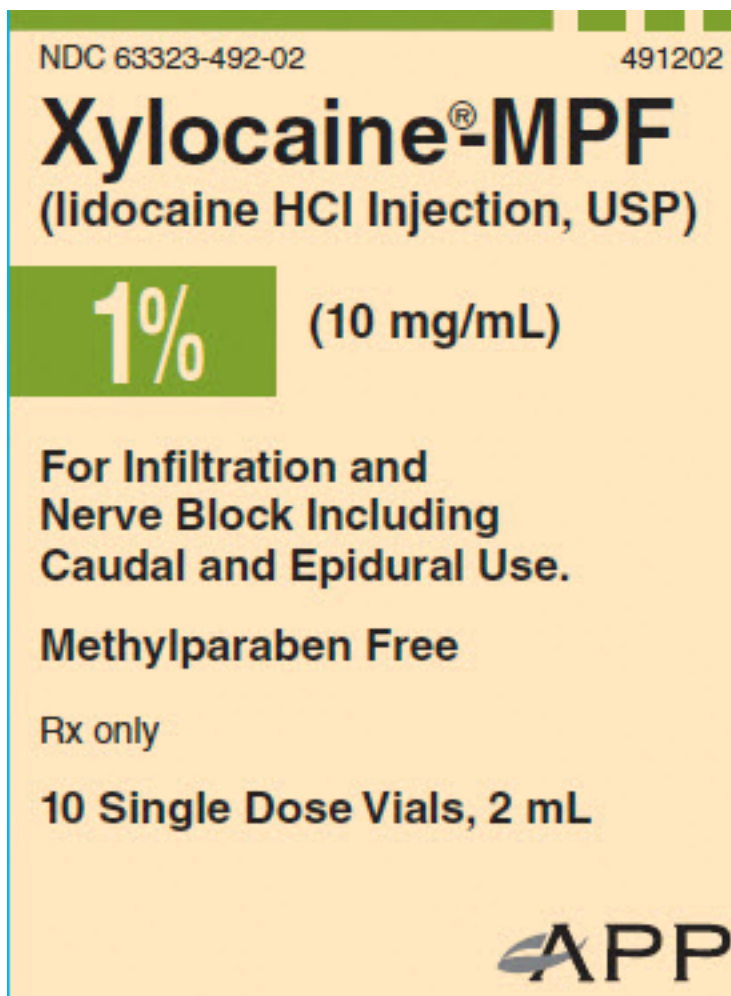 NDC 63323-492-02 491202
Xylocaine®-MPF
(lidocaine HCl Injection, USP)
1% (10 mg/mL)
For Infiltration and
Nerve Block Including
Caudal and Epidural Use.
Methylparaben Free
Rx only
10 Single Dose Vials, 2 mL
APP